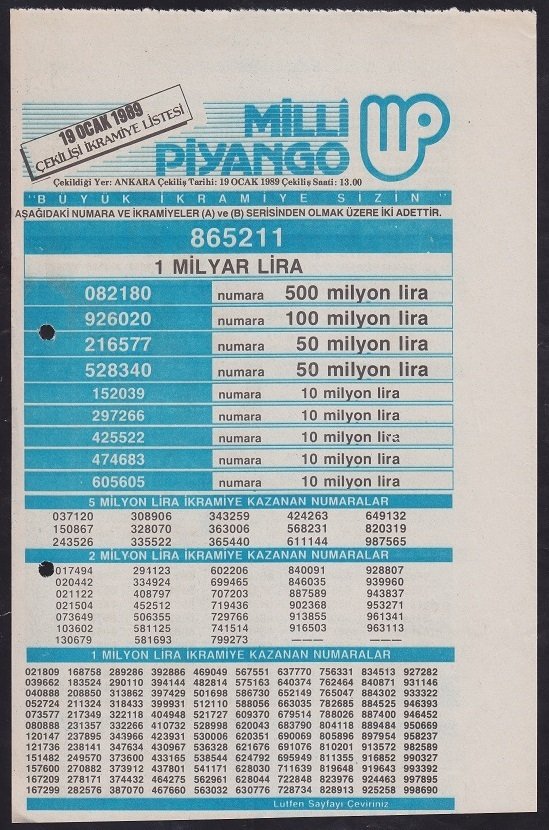 19 OCAK 1989
ÇEKİLİŞİ İKRAMİYE LİSTESİ
MİLLİ
PİYANGO
Çekildiği Yer: ANKARA Çekiliş Tarihi: 19 OCAK 1989 Çekiliş Saati: 13.00
"BÜYÜK İKRAMİYE SİZİN"
AŞAĞIDAKİ NUMARA VE İKRAMİYELER (A) ve (B) SERİSİNDEN OLMAK ÜZERE İKİ ADETTİR.
865211
1 MİLYAR LİRA
082180 numara 500 milyon lira
926020 numara 100 milyon lira
216577 numara 50 milyon lira
528340 numara 50 milyon lira
152039 numara 10 milyon lira
297266 numara 10 milyon lira
425522 numara 10 milyon lira
474683 numara 10 milyon lira
605605 numara 10 milyon lira
5 MİLYON LİRA İKRAMİYE KAZANAN NUMARALAR
037120 308906 343259 424263 649132
150867 328070 363006 568231 820319
243526 335522 365440 611144 987565
2 MİLYON LİRA İKRAMİYE KAZANAN NUMARALAR
017494 291123 602206 840091 928807
020442 334924 699465 846035 939960
021122 408797 707203 887589 943837
021504 452512 719436 902368 953271
073649 506355 729766 913855 961341
103602 581125 741514 916503 963113
130679 581693 799273 ——— ———
1 MİLYON LİRA İKRAMİYE KAZANAN NUMARALAR
021809 168758 289286 392886 469049 567551 637770 756331 834513 927282
039662 183524 290110 394144 482814 575163 640374 762464 840871 931146
040888 208850 313862 397429 501698 586730 652149 765047 884302 933322
052724 211324 318433 399931 512110 588056 663035 782685 884525 946393
073577 217349 322118 404948 521727 609370 679514 788026 887400 946452
080888 231357 332266 410732 528998 620043 683790 804118 889484 950669
120147 237895 343966 423931 530006 620351 690069 805896 897954 958237
121736 238141 347634 430967 536328 621676 691076 810201 913572 982589
151482 249570 373600 433165 538544 624792 695949 811355 916852 990327
157600 270882 373912 437801 541171 628030 711639 819648 919643 993392
167209 278171 374432 464275 562961 628044 722848 823976 924463 997895
167299 282576 387070 467660 563032 630776 728734 828913 925258 998690
Lütfen Sayfayı Çeviriniz